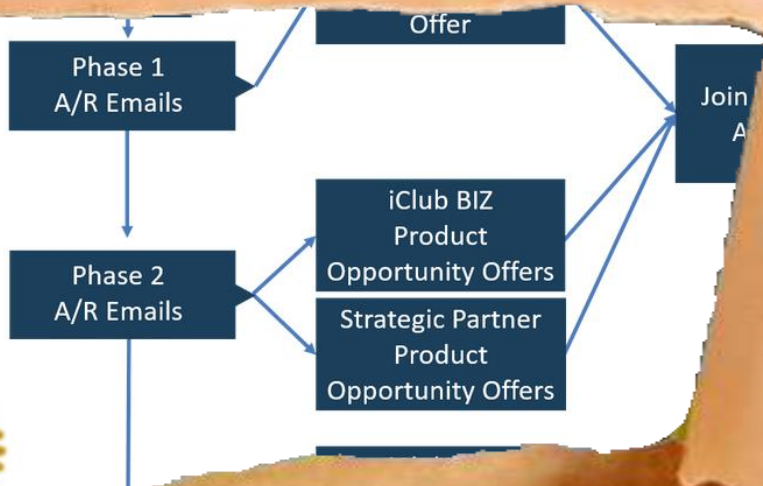 Offer
Phase 1
A/R Emails
Join
iClub BIZ
Product
Opportunity Offers
Phase 2
A/R Emails
Strategic Partner
Product
Opportunity Offers